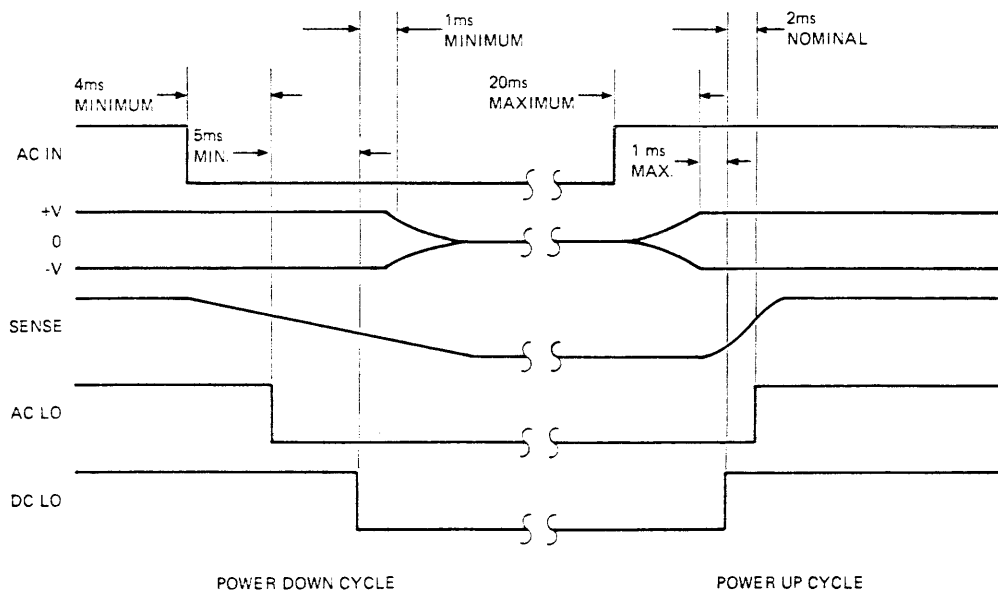 1ms
MINIMUM
2ms
NOMINAL
4ms
MINIMUM
20ms
MAXIMUM
5ms
MIN.
1 ms
MAX.
AC IN
+V
0
-V
SENSE
AC LO
DC LO
POWER DOWN CYCLE
POWER UP CYCLE